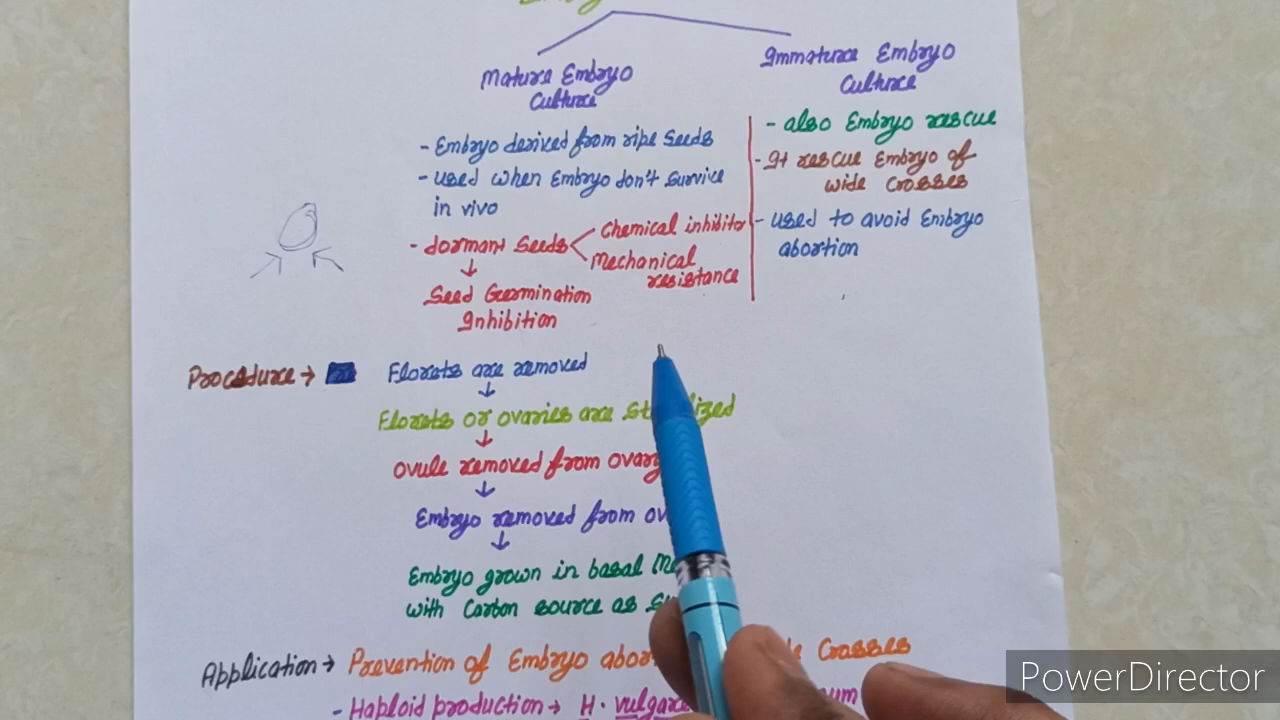 Embryo
Mature Embryo
Culture
- Embryo derived from ripe seeds
- used when Embryo don't survive
in vivo
- dormant seeds
Chemical inhibitor
Mechanical
resistance
Seed Germination
Inhibition
Immature Embryo
Culture
- also Embryo rescue
- It rescue Embryo of
wide crosses
- used to avoid Embryo
abortion
Procedure →
Florets are removed
↓
Florets or ovaries are
↓
ovule removed from ovary
↓
Embryo removed from
↓
Embryo grown in basal
with Carbon source as
Application → Prevention of Embryo Crosses
- Haploid production → H. vulgare
PowerDirector